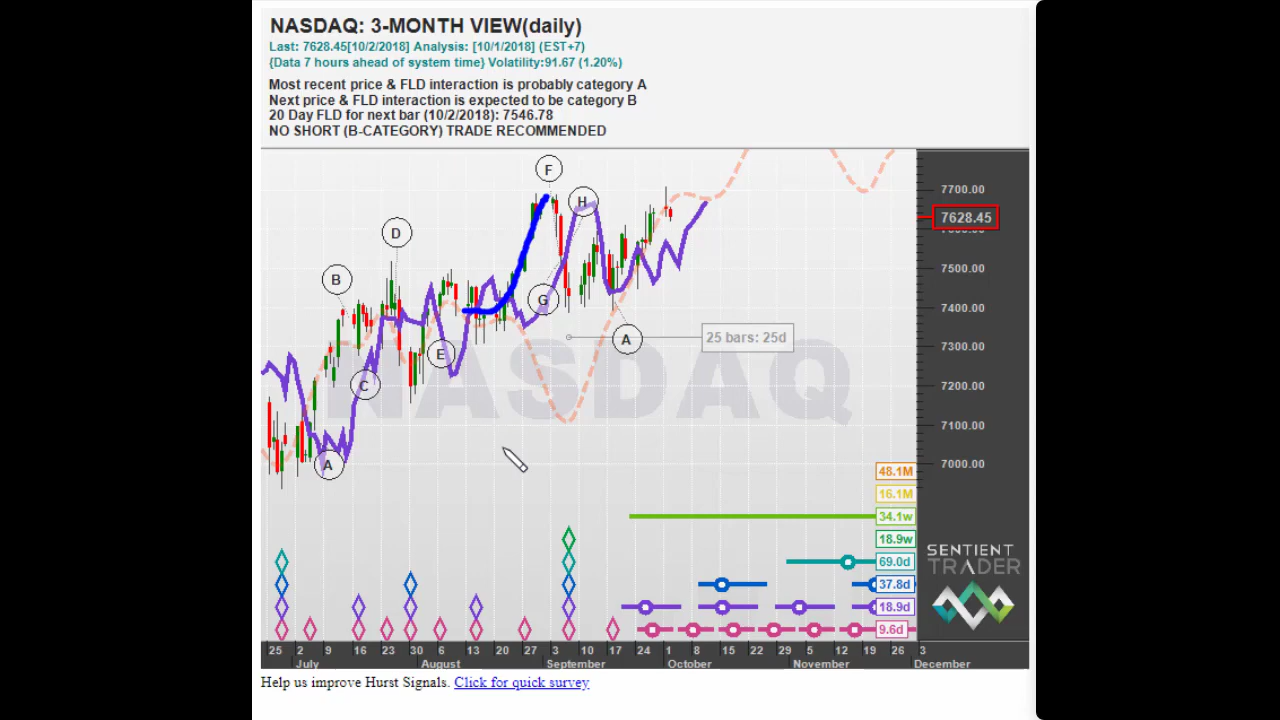 NASDAQ: 3-MONTH VIEW(daily)
Last: 7628.45[10/2/2018] Analysis: [10/1/2018] (EST+7)
{Data 7 hours ahead of system time} Volatility:91.67 (1.20%)
Most recent price & FLD interaction is probably category A
Next price & FLD interaction is expected to be category B
20 Day FLD for next bar (10/2/2018): 7546.78
NO SHORT (B-CATEGORY) TRADE RECOMMENDED
F
7700.00
H
7628.45
D
7500.00
B
G
7400.00
A
25 bars: 25d
7300.00
E
C
7200.00
NASDAQ
7100.00
A
7000.00
48.1M
16.1M
34.1w
18.9w
SENTIENT
TRADER
69.0d
37.8d
18.9d
9.6d
25 2 9 16 23 30 6 13 20 27 3 10 17 24 1 8 15 22 29 5 12 19 26 3
July August September October November December
Help us improve Hurst Signals. Click for quick survey